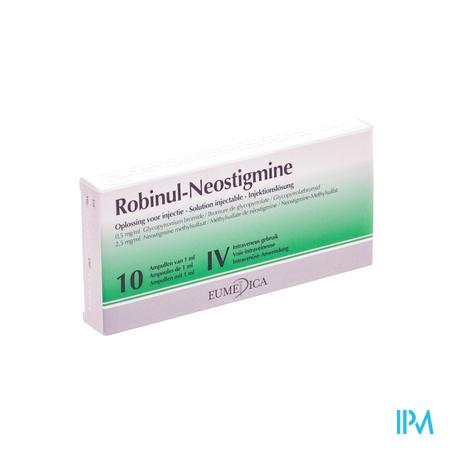 Robinul-Neostigmine
Oplossing voor injectie - Solution injectable - Injektionslösung
0,5 mg/ml Glycopyrronium bromide / Bromure de glycopyrrolate / Glycopyrrolatbromid
2,5 mg/ml Neostigmine methylsulfaat / Méthylsulfate de néostigmine / Neostigmine-Methylsulfat
10
Ampullen van 1 ml
Ampoules de 1 ml
Ampullen mit 1 ml
IV
Intraveneus gebruik
Voie intraveineuse
Intravenöse Anwendung
EUMEDICA
IPM